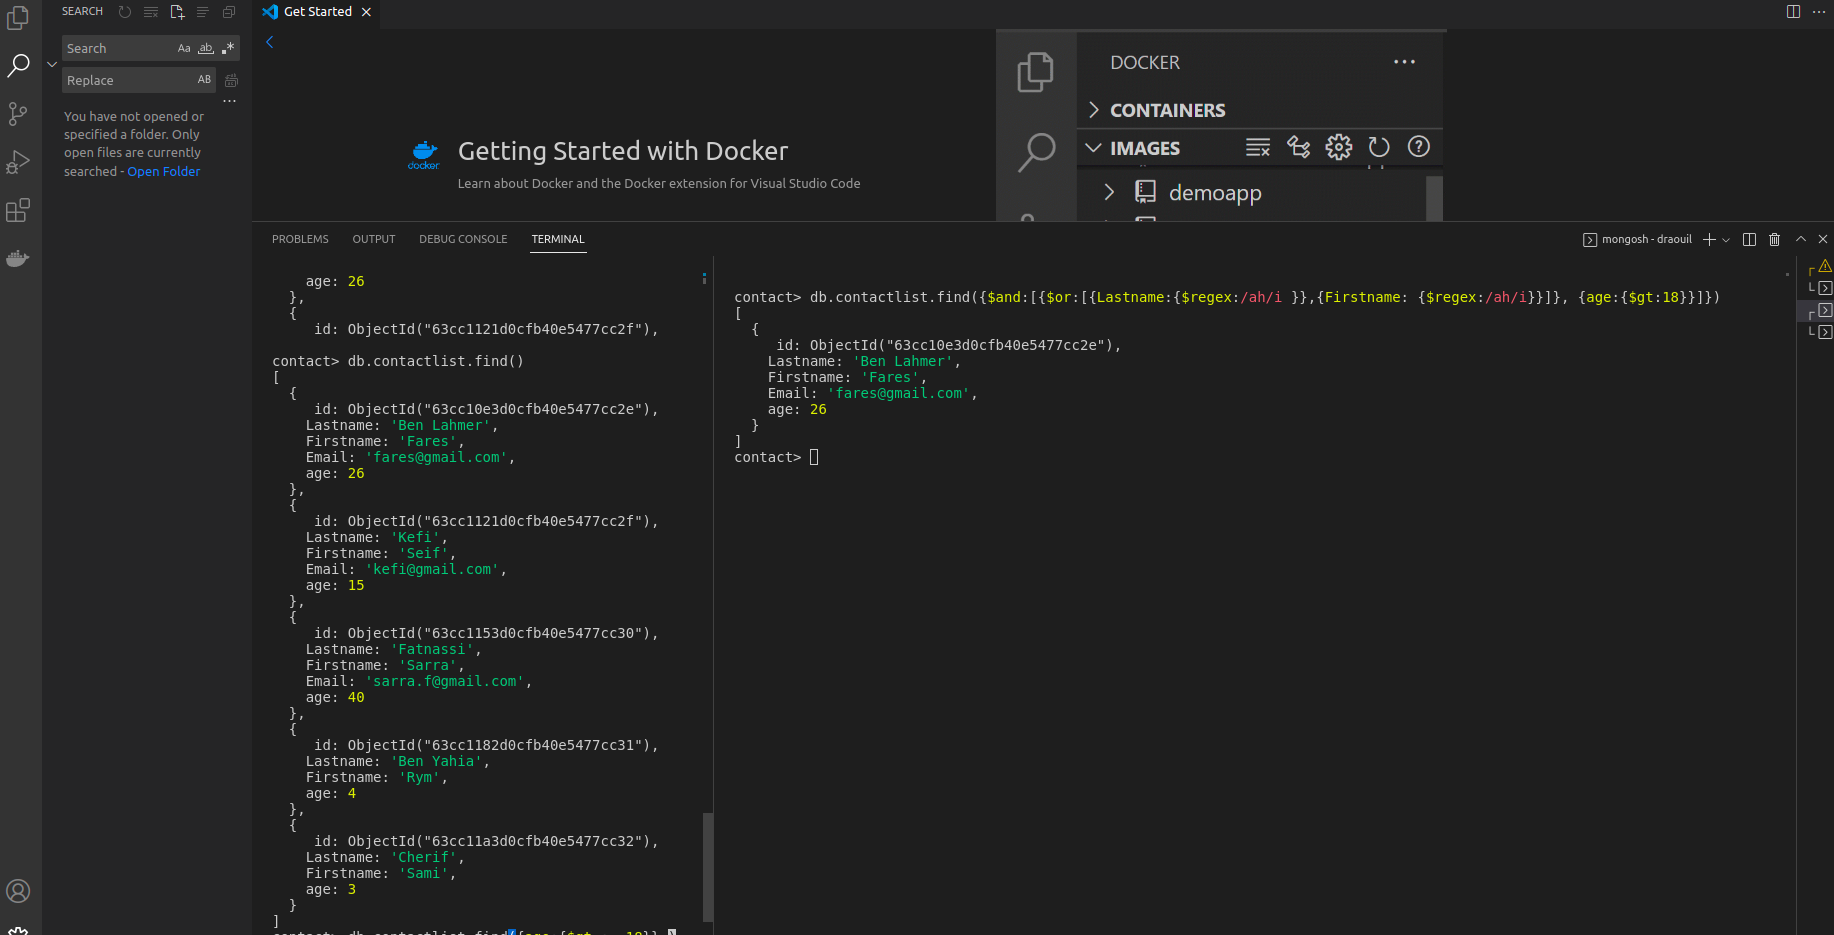 SEARCH
Search Aa ab .*
Replace AB
You have not opened or
specified a folder. Only
open files are currently
searched - Open Folder
Get Started
docker
Getting Started with Docker
Learn about Docker and the Docker extension for Visual Studio Code
DOCKER
CONTAINERS
IMAGES
demoapp
PROBLEMS OUTPUT DEBUG CONSOLE TERMINAL
mongosh - draouil
age: 26
},
{
id: ObjectId("63cc1121d0cfb40e5477cc2f"),
contact> db.contactlist.find()
[
{
id: ObjectId("63cc10e3d0cfb40e5477cc2e"),
Lastname: 'Ben Lahmer',
Firstname: 'Fares',
Email: 'fares@gmail.com',
age: 26
},
{
id: ObjectId("63cc1121d0cfb40e5477cc2f"),
Lastname: 'Kefi',
Firstname: 'Seif',
Email: 'kefi@gmail.com',
age: 15
},
{
id: ObjectId("63cc1153d0cfb40e5477cc30"),
Lastname: 'Fatnassi',
Firstname: 'Sarra',
Email: 'sarra.f@gmail.com',
age: 40
},
{
id: ObjectId("63cc1182d0cfb40e5477cc31"),
Lastname: 'Ben Yahia',
Firstname: 'Rym',
age: 4
},
{
id: ObjectId("63cc11a3d0cfb40e5477cc32"),
Lastname: 'Cherif',
Firstname: 'Sami',
age: 3
}
]
contact> db.contactlist.find(
contact> db.contactlist.find({$and:[{$or:[{Lastname:{$regex:/ah/i }},{Firstname: {$regex:/ah/i}}]}, {age:{$gt:18}}]})
[
{
id: ObjectId("63cc10e3d0cfb40e5477cc2e"),
Lastname: 'Ben Lahmer',
Firstname: 'Fares',
Email: 'fares@gmail.com',
age: 26
}
]
contact>